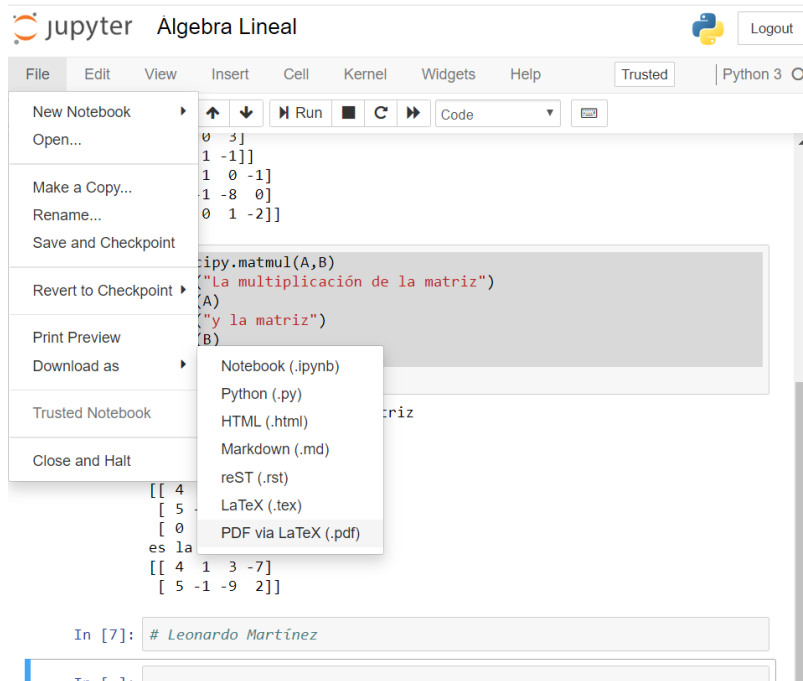 jupyter Álgebra Lineal
Logout
File Edit View Insert Cell Kernel Widgets Help
Trusted
Python 3
Run
Code
New Notebook
Open...
Make a Copy...
Rename...
Save and Checkpoint
Revert to Checkpoint
Print Preview
Download as
Trusted Notebook
Close and Halt
Notebook (.ipynb)
Python (.py)
HTML (.html)
Markdown (.md)
reST (.rst)
LaTeX (.tex)
PDF via LaTeX (.pdf)
0 3]
1 -1]]
1 0 -1]
-1 -8 0]
0 1 -2]]
cipy.matmul(A,B)
("La multiplicación de la matriz")
(A)
("y la matriz")
(B)
triz
[[ 4
[ 5 -
[ 0
es la
[[ 4 1 3 -7]
[ 5 -1 -9 2]]
In [7]: # Leonardo Martínez
In [ ]: